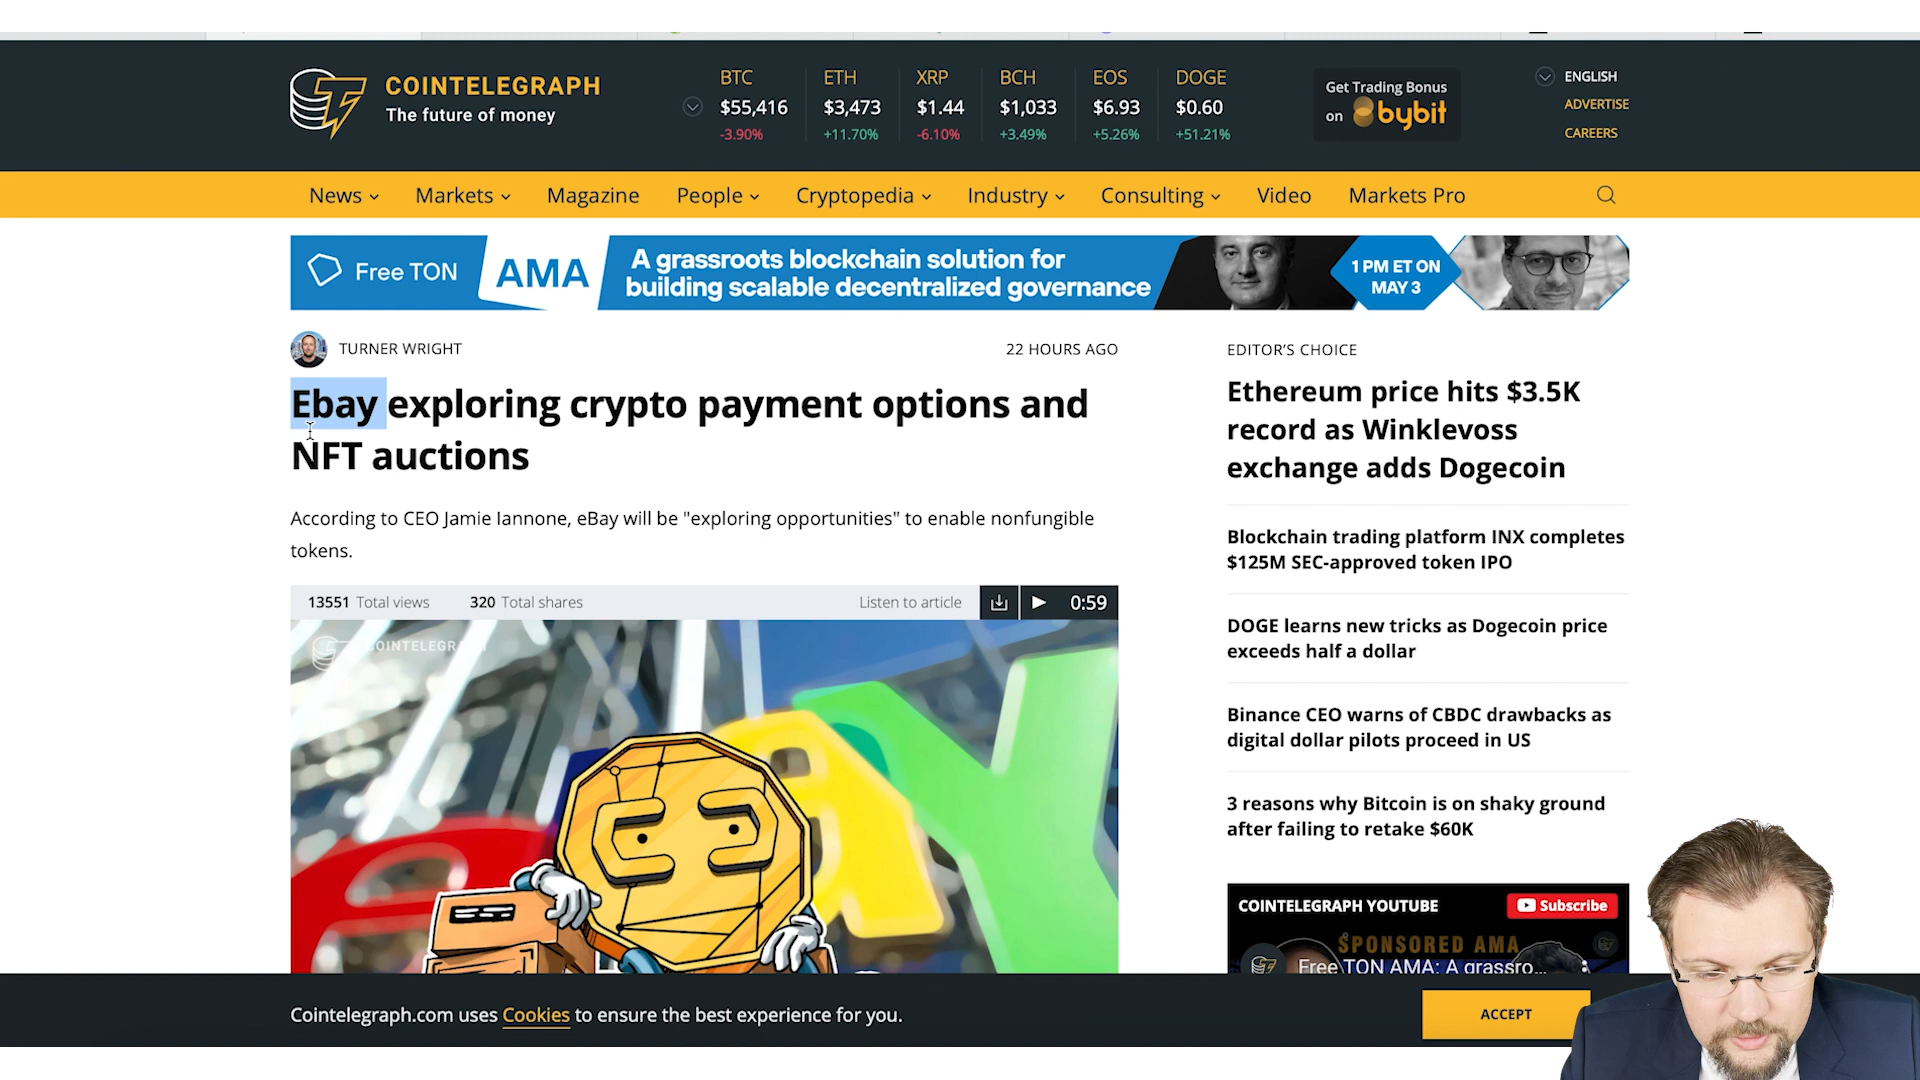 COINTELEGRAPH
The future of money
BTC
$55,416
-3.90%
ETH
$3,473
+11.70%
XRP
$1.44
-6.10%
BCH
$1,033
+3.49%
EOS
$6.93
+5.26%
DOGE
$0.60
+51.21%
Get Trading Bonus
on bybit
ENGLISH
ADVERTISE
CAREERS
News Markets Magazine People Cryptopedia Industry Consulting Video Markets Pro
Free TON
AMA
A grassroots blockchain solution for
building scalable decentralized governance
1 PM ET ON
MAY 3
TURNER WRIGHT
22 HOURS AGO
Ebay exploring crypto payment options and
NFT auctions
According to CEO Jamie Iannone, eBay will be "exploring opportunities" to enable nonfungible
tokens.
13551 Total views 320 Total shares Listen to article 0:59
EDITOR'S CHOICE
Ethereum price hits $3.5K
record as Winklevoss
exchange adds Dogecoin
Blockchain trading platform INX completes
$125M SEC-approved token IPO
DOGE learns new tricks as Dogecoin price
exceeds half a dollar
Binance CEO warns of CBDC drawbacks as
digital dollar pilots proceed in US
3 reasons why Bitcoin is on shaky ground
after failing to retake $60K
COINTELEGRAPH YOUTUBE
Subscribe
SPONSORED AMA
Free TON AMA: A grassro...
Cointelegraph.com uses Cookies to ensure the best experience for you.
ACCEPT